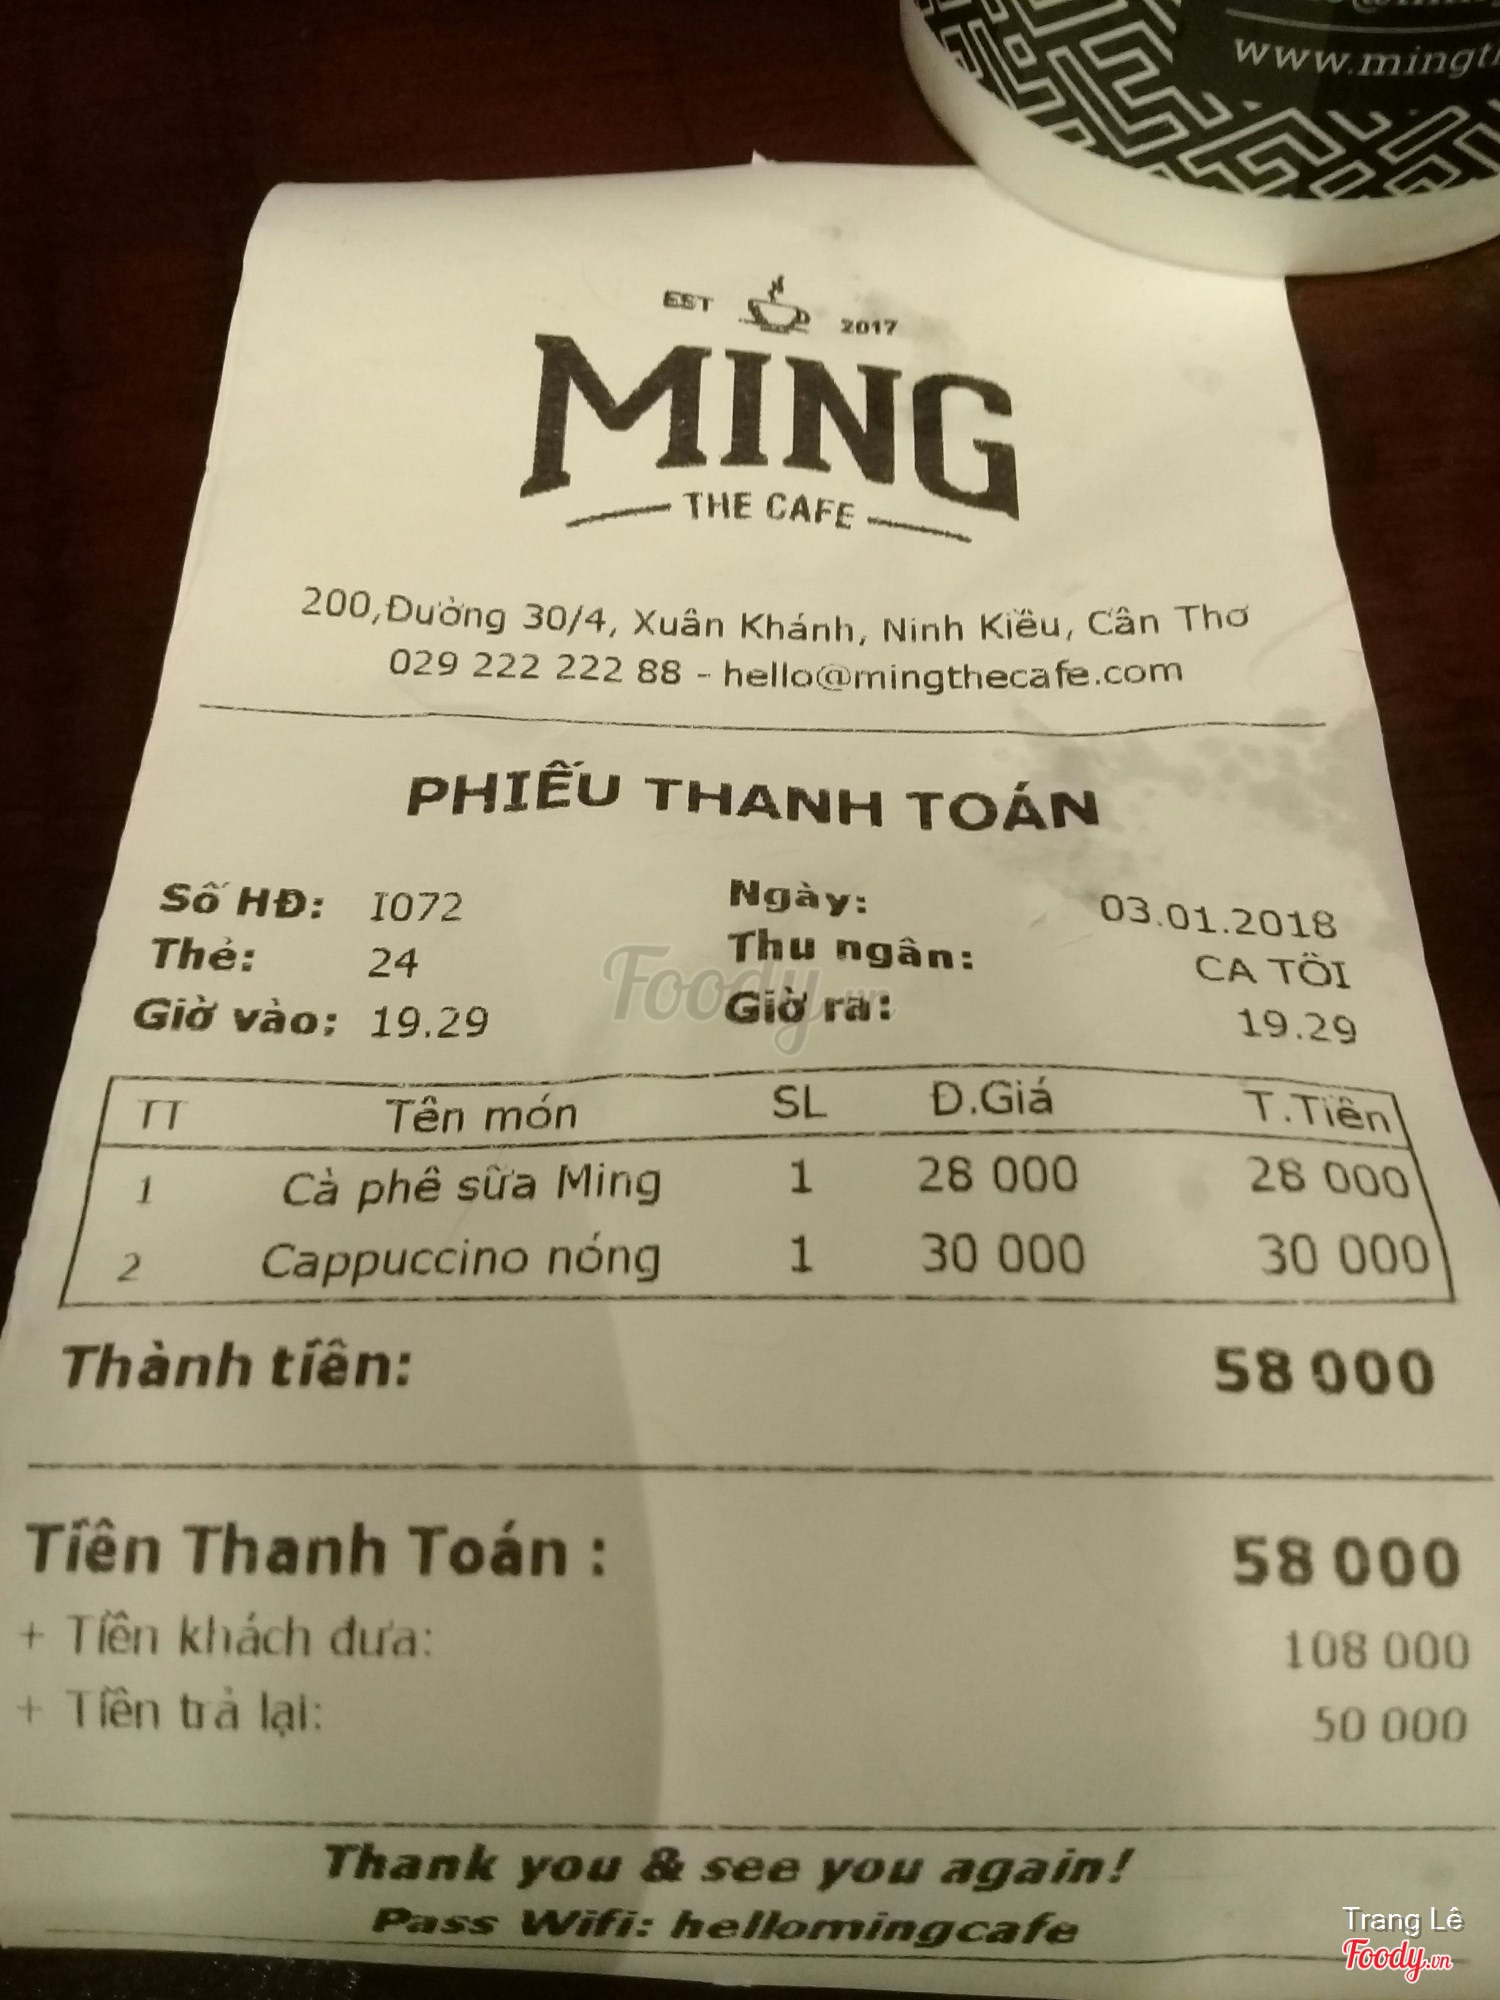 www.mingth
EST 2017
MING
THE CAFE
200,Đường 30/4, Xuân Khánh, Ninh Kiều, Cần Thơ
029 222 222 88 - hello@mingthecafe.com
PHIẾU THANH TOÁN
Số HĐ: I072 Ngày: 03.01.2018
Thẻ: 24 Thu ngân: CA TỐI
Giờ vào: 19.29 Giờ ra: 19.29
TT Tên món SL Đ.Giá T.Tiền
1 Cà phê sữa Ming 1 28 000 28 000
2 Cappuccino nóng 1 30 000 30 000
Thành tiền: 58 000
Tiền Thanh Toán : 58 000
+ Tiền khách đưa: 108 000
+ Tiền trả lại: 50 000
Thank you & see you again!
Pass Wifi: hellomingcafe
Foody.vn
Trang Lê
Foody.vn